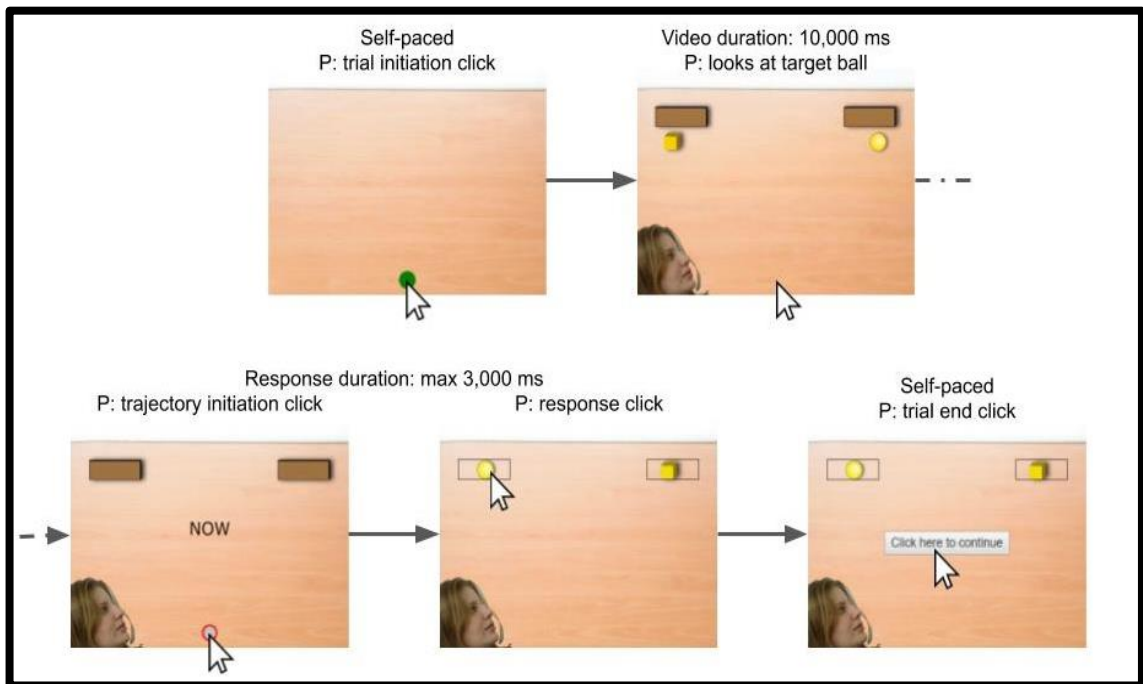 Self-paced
P: trial initiation click
Video duration: 10,000 ms
P: looks at target ball
Response duration: max 3,000 ms
P: trajectory initiation click
P: response click
Self-paced
P: trial end click
NOW
Click here to continue